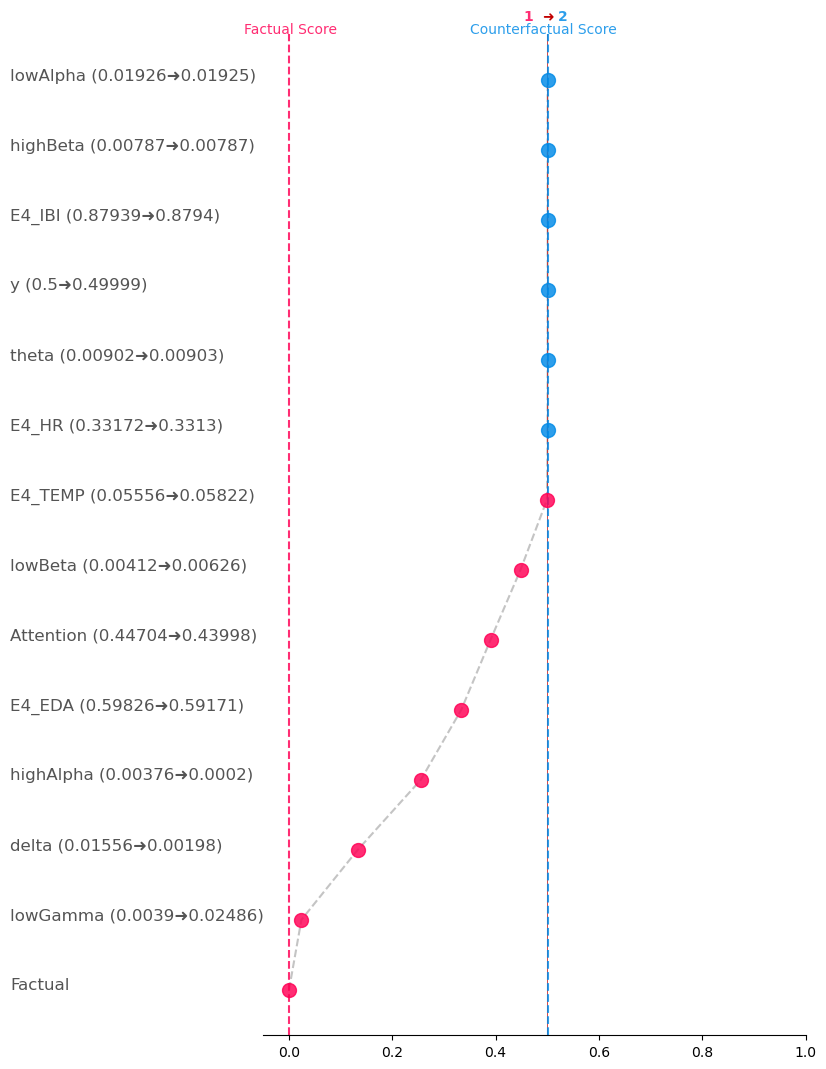 1 ➜ 2
Factual Score Counterfactual Score
lowAlpha (0.01926➜0.01925)
highBeta (0.00787➜0.00787)
E4_IBI (0.87939➜0.8794)
y (0.5➜0.49999)
theta (0.00902➜0.00903)
E4_HR (0.33172➜0.3313)
E4_TEMP (0.05556➜0.05822)
lowBeta (0.00412➜0.00626)
Attention (0.44704➜0.43998)
E4_EDA (0.59826➜0.59171)
highAlpha (0.00376➜0.0002)
delta (0.01556➜0.00198)
lowGamma (0.0039➜0.02486)
Factual
0.0 0.2 0.4 0.6 0.8 1.0